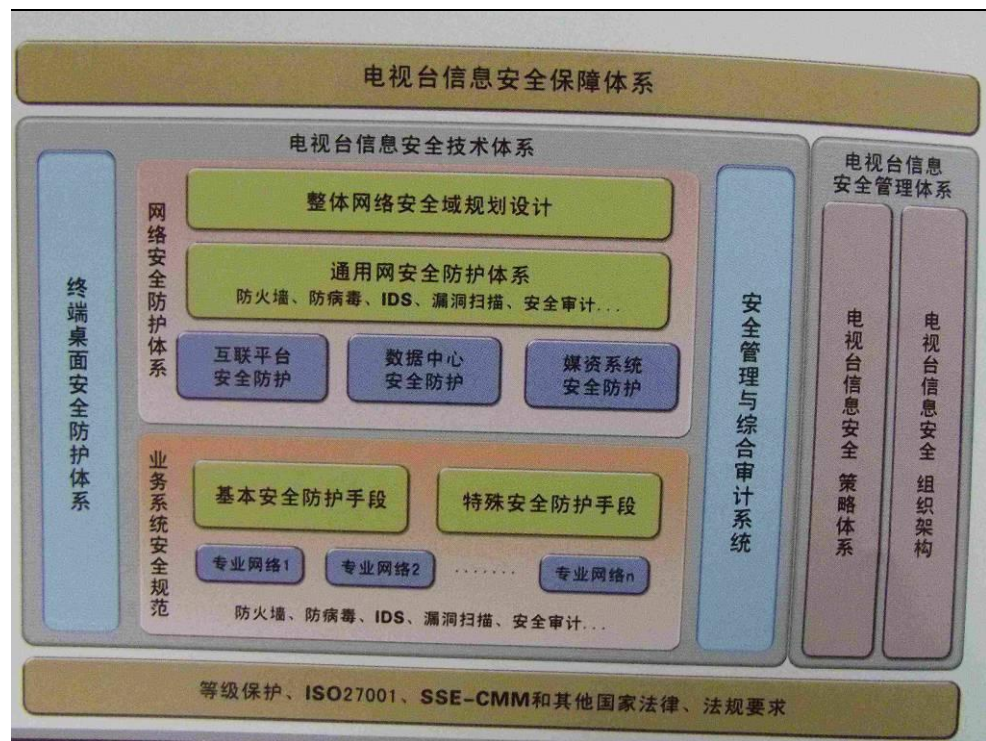 电视台信息安全保障体系
电视台信息安全技术体系
终端桌面安全防护体系
网络安全防护体系
整体网络安全域规划设计
通用网安全防护体系
防火墙、防病毒、IDS、漏洞扫描、安全审计...
互联平台
安全防护
数据中心
安全防护
媒资系统
安全防护
业务系统安全规范
基本安全防护手段
特殊安全防护手段
专业网络1
专业网络2
.......
专业网络n
防火墙、防病毒、IDS、漏洞扫描、安全审计...
安全管理与综合审计系统
电视台信息
安全管理体系
电视台信息安全 策略体系
电视台信息安全 组织架构
等级保护、ISO27001、SSE-CMM和其他国家法律、法规要求